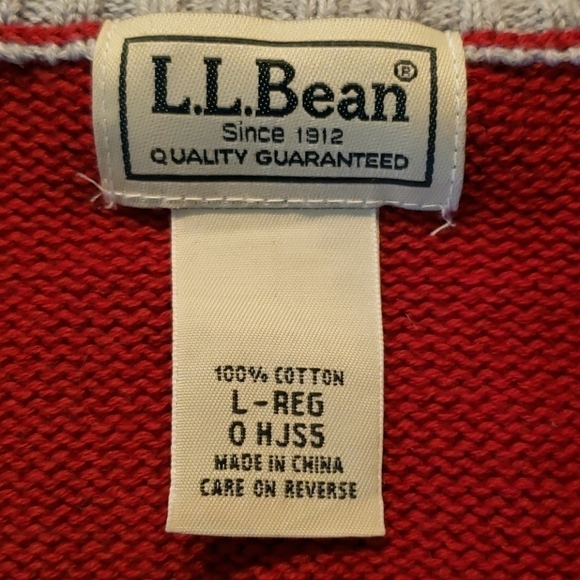 L.L.Bean®
Since 1912
QUALITY GUARANTEED
100% COTTON
L-REG
0 HJS5
MADE IN CHINA
CARE ON REVERSE